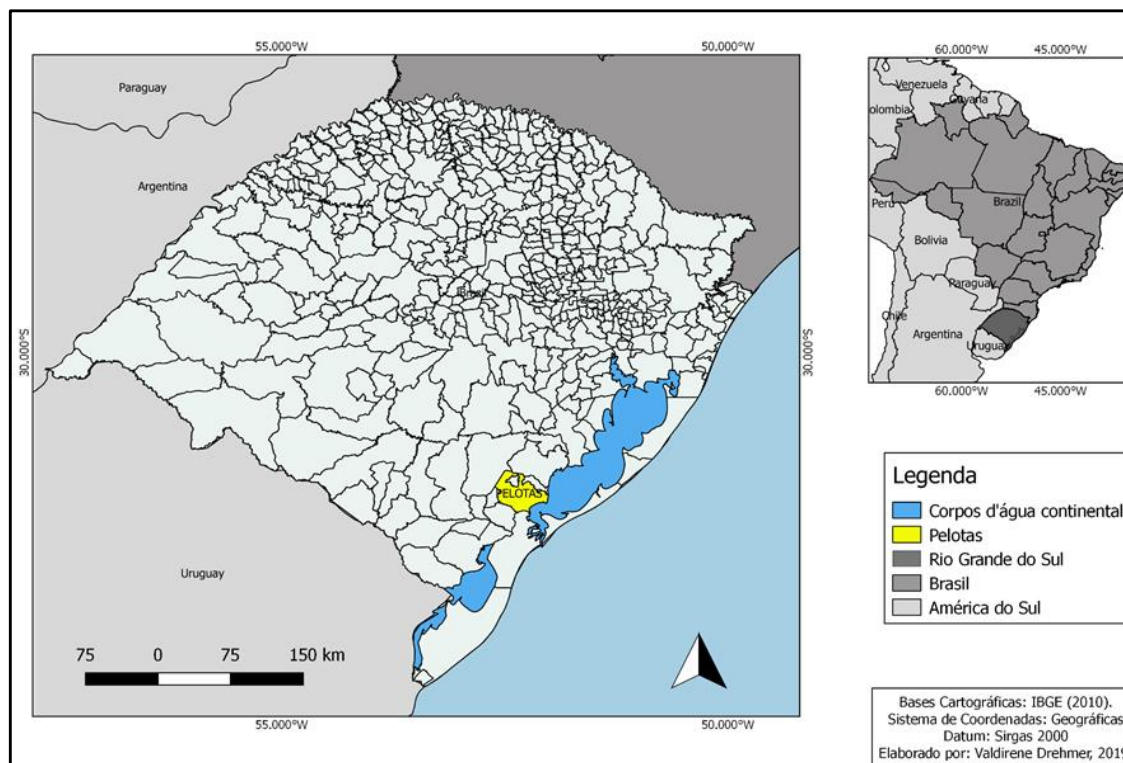 55.000°W
50.000°W
Paraguay
Argentina
Brazil
30.000°S
30.000°S
PELOTAS
Uruguay
75 0 75 150 km
55.000°W
50.000°W
60.000°W 45.000°W
Venezuela
Guyana
olombia
Peru
Brazil
Bolivia
Paraguay
Chile
Argentina
Uruguay
60.000°W 45.000°W
Legenda
Corpos d'água continental
Pelotas
Rio Grande do Sul
Brasil
América do Sul
Bases Cartográficas: IBGE (2010).
Sistema de Coordenadas: Geográficas
Datum: Sirgas 2000
Elaborado por: Valdirene Drehmer, 2019